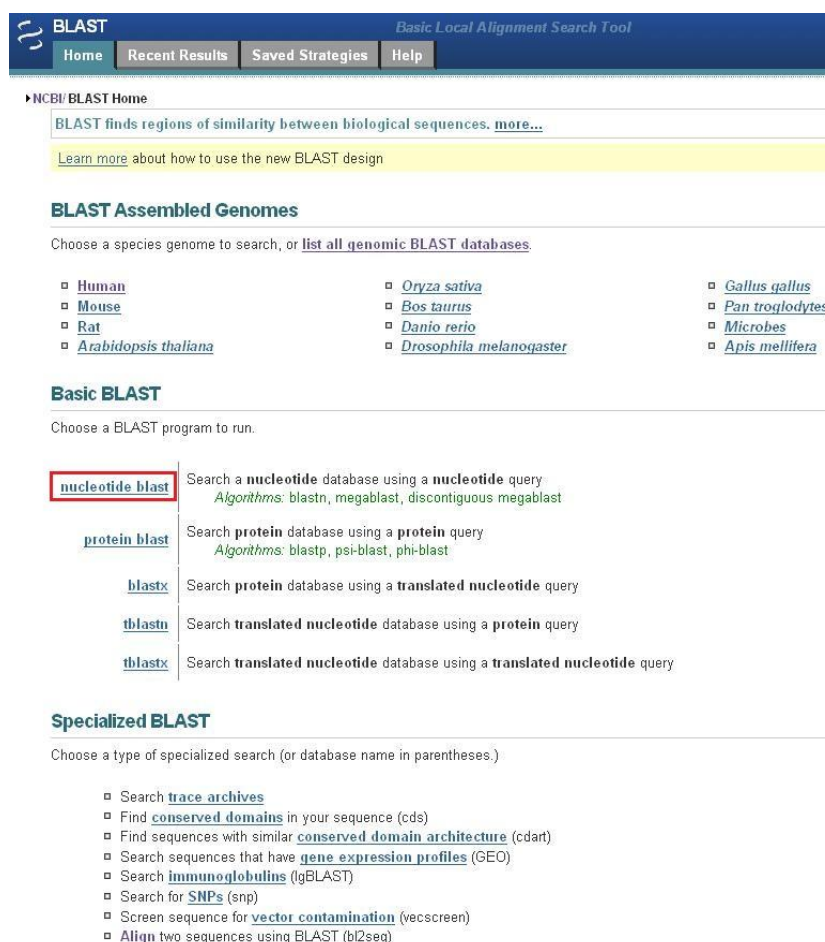 BLAST Basic Local Alignment Search Tool
Home Recent Results Saved Strategies Help
NCBI/ BLAST Home
BLAST finds regions of similarity between biological sequences. more...
Learn more about how to use the new BLAST design
BLAST Assembled Genomes
Choose a species genome to search, or list all genomic BLAST databases.
Human
Mouse
Rat
Arabidopsis thaliana
Oryza sativa
Bos taurus
Danio rerio
Drosophila melanogaster
Gallus gallus
Pan troglodytes
Microbes
Apis mellifera
Basic BLAST
Choose a BLAST program to run.
nucleotide blast Search a nucleotide database using a nucleotide query
Algorithms: blastn, megablast, discontiguous megablast
protein blast Search protein database using a protein query
Algorithms: blastp, psi-blast, phi-blast
blastx Search protein database using a translated nucleotide query
tblastn Search translated nucleotide database using a protein query
tblastx Search translated nucleotide database using a translated nucleotide query
Specialized BLAST
Choose a type of specialized search (or database name in parentheses.)
Search trace archives
Find conserved domains in your sequence (cds)
Find sequences with similar conserved domain architecture (cdart)
Search sequences that have gene expression profiles (GEO)
Search immunoglobulins (IgBLAST)
Search for SNPs (snp)
Screen sequence for vector contamination (vecscreen)
Align two sequences using BLAST (bl2seq)